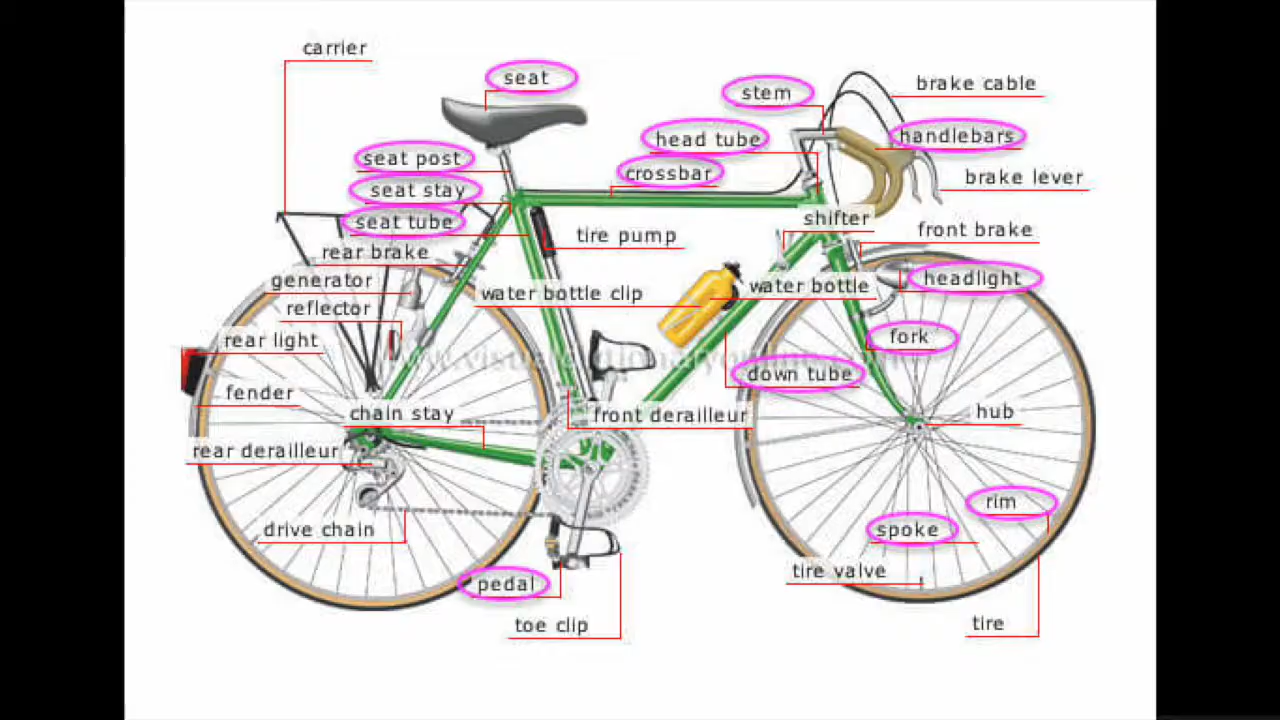 carrier
seat
stem
brake cable
head tube
handlebars
seat post
crossbar
brake lever
seat stay
seat tube
shifter
tire pump
front brake
rear brake
generator
headlight
water bottle clip
water bottle
reflector
rear light
fork
down tube
fender
chain stay
front derailleur
hub
rear derailleur
rim
drive chain
spoke
tire valve
pedal
toe clip
tire